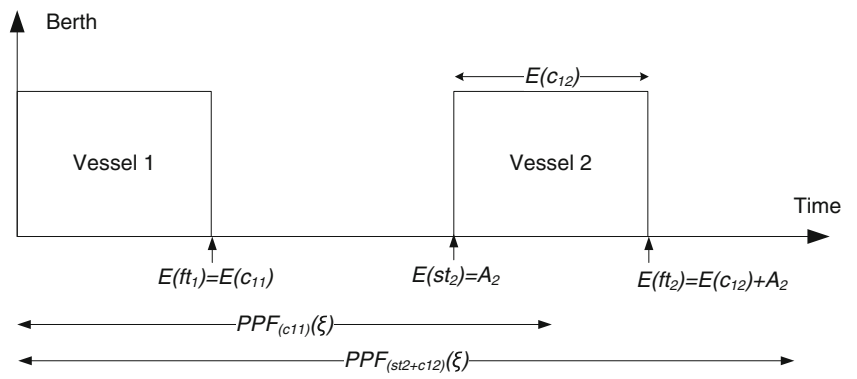 Berth
E(c12)
Vessel 1
Vessel 2
Time
E(ft1)=E(c11)
E(st2)=A2
E(ft2)=E(c12)+A2
PPF(c11)(ξ)
PPF(st2+c12)(ξ)